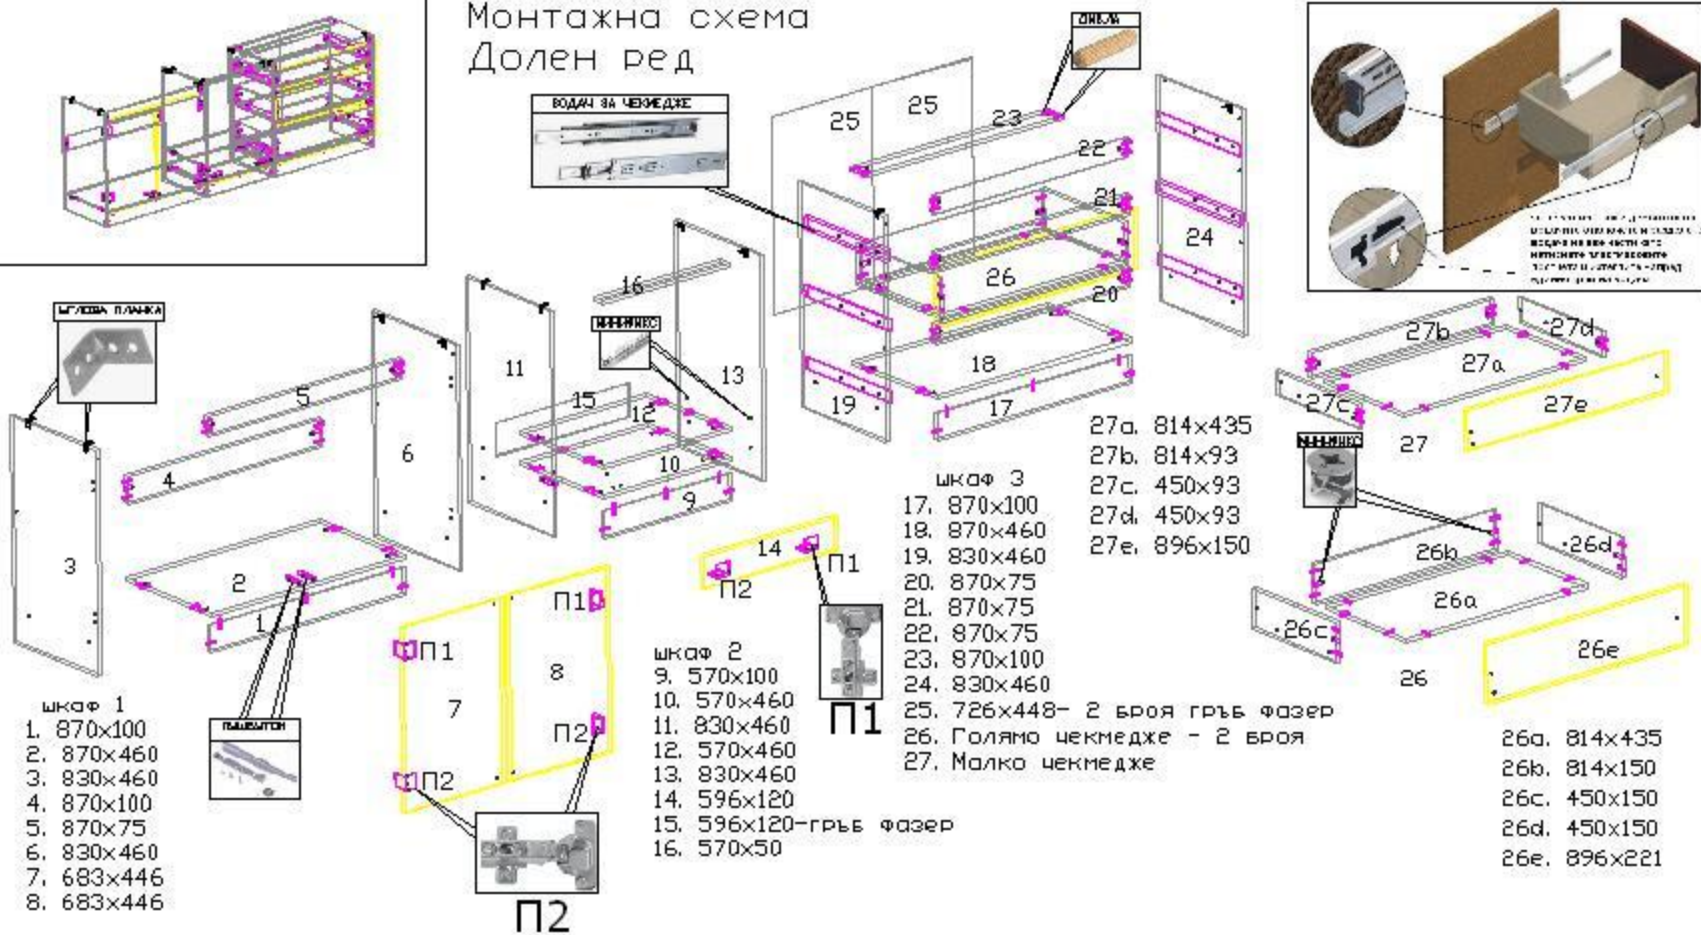 Монтажна схема
Долен ред
ВОДАЧ ЗА ЧЕКМЕДЖЕ
ДИБЛА
ЪГЛОВА ПЛАНКА
МИНИФИКС
МИНИФИКС
25
25
23
22
21
26
20
24
18
17
19
16
13
11
15
12
10
9
6
5
4
3
2
1
14
П1
П2
П1
П2
7
8
П1
П2
П1
П2
27b
27d
27a
27c
27e
27
26b
26d
26a
26c
26e
26
шкаф 1
1. 870x100
2. 870x460
3. 830x460
4. 870x100
5. 870x75
6. 830x460
7. 683x446
8. 683x446
шкаф 2
9. 570x100
10. 570x460
11. 830x460
12. 570x460
13. 830x460
14. 596x120
15. 596x120-гръб фазер
16. 570x50
шкаф 3
17. 870x100
18. 870x460
19. 830x460
20. 870x75
21. 870x75
22. 870x75
23. 870x100
24. 830x460
25. 726x448- 2 броя гръб фазер
26. Голямо чекмедже - 2 броя
27. Малко чекмедже
27a. 814x435
27b. 814x93
27c. 450x93
27d. 450x93
27e. 896x150
26a. 814x435
26b. 814x150
26c. 450x150
26d. 450x150
26e. 896x221